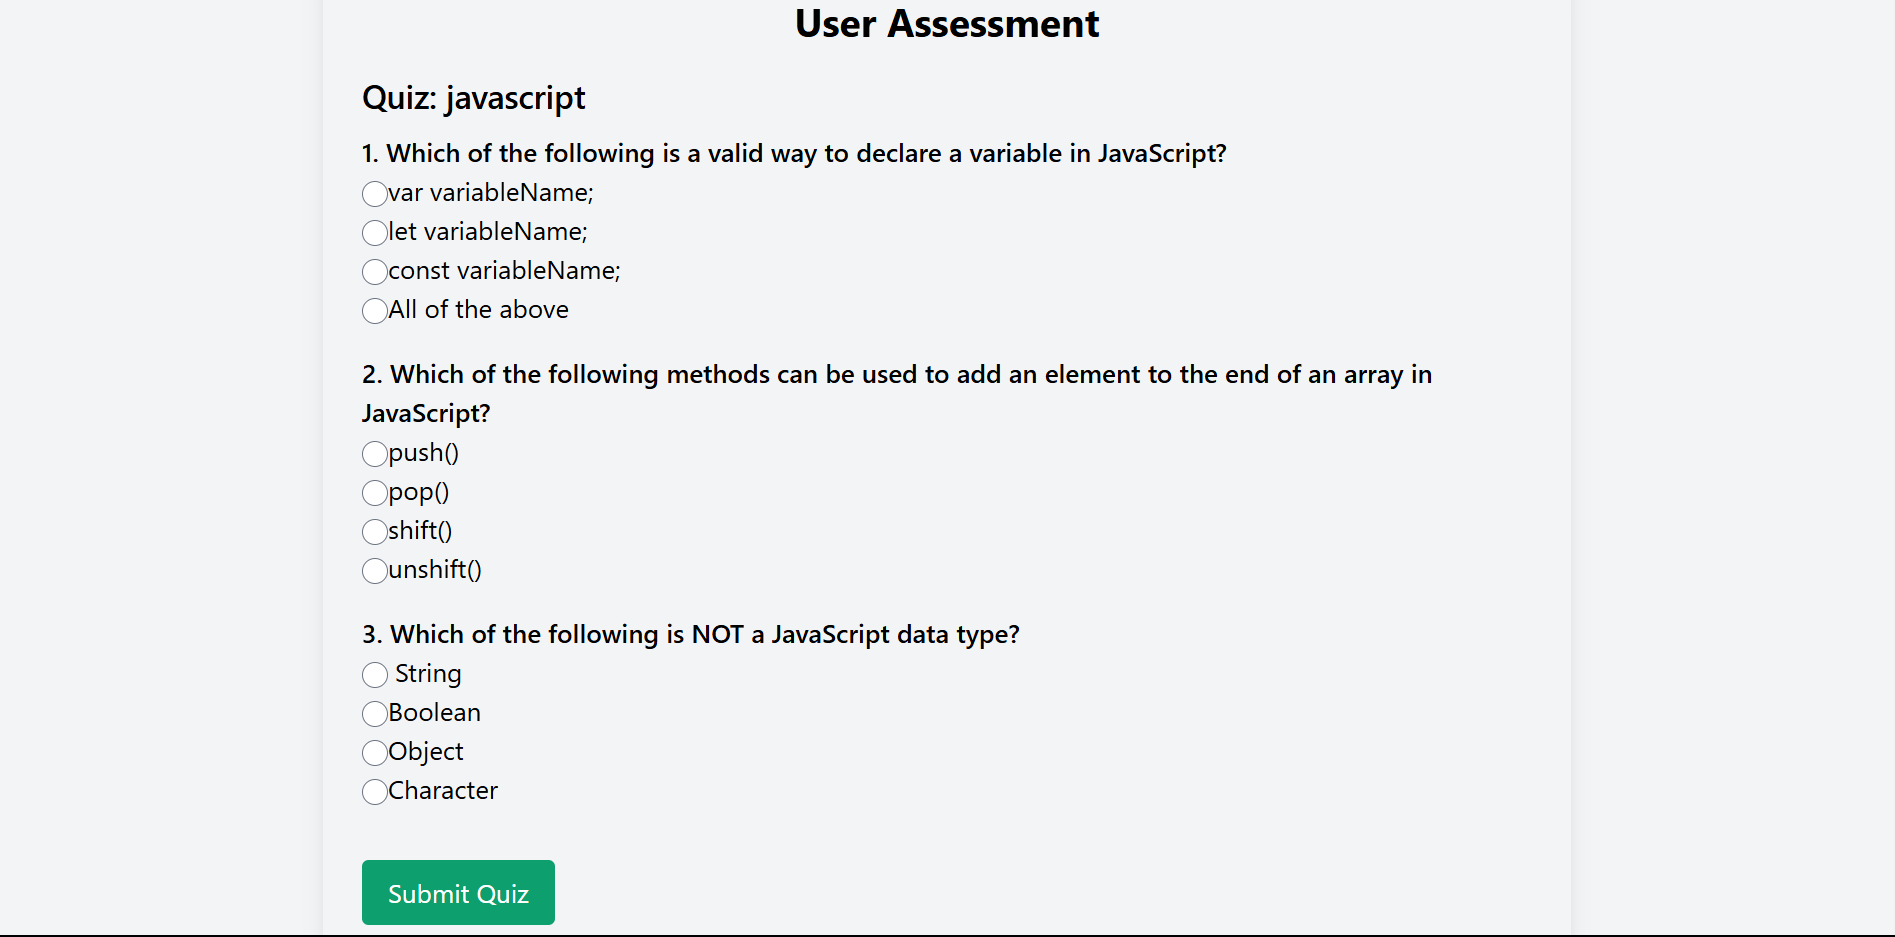 User Assessment
Quiz: javascript
1. Which of the following is a valid way to declare a variable in JavaScript?
var variableName;
let variableName;
const variableName;
All of the above
2. Which of the following methods can be used to add an element to the end of an array in
JavaScript?
push()
pop()
shift()
unshift()
3. Which of the following is NOT a JavaScript data type?
String
Boolean
Object
Character
Submit Quiz